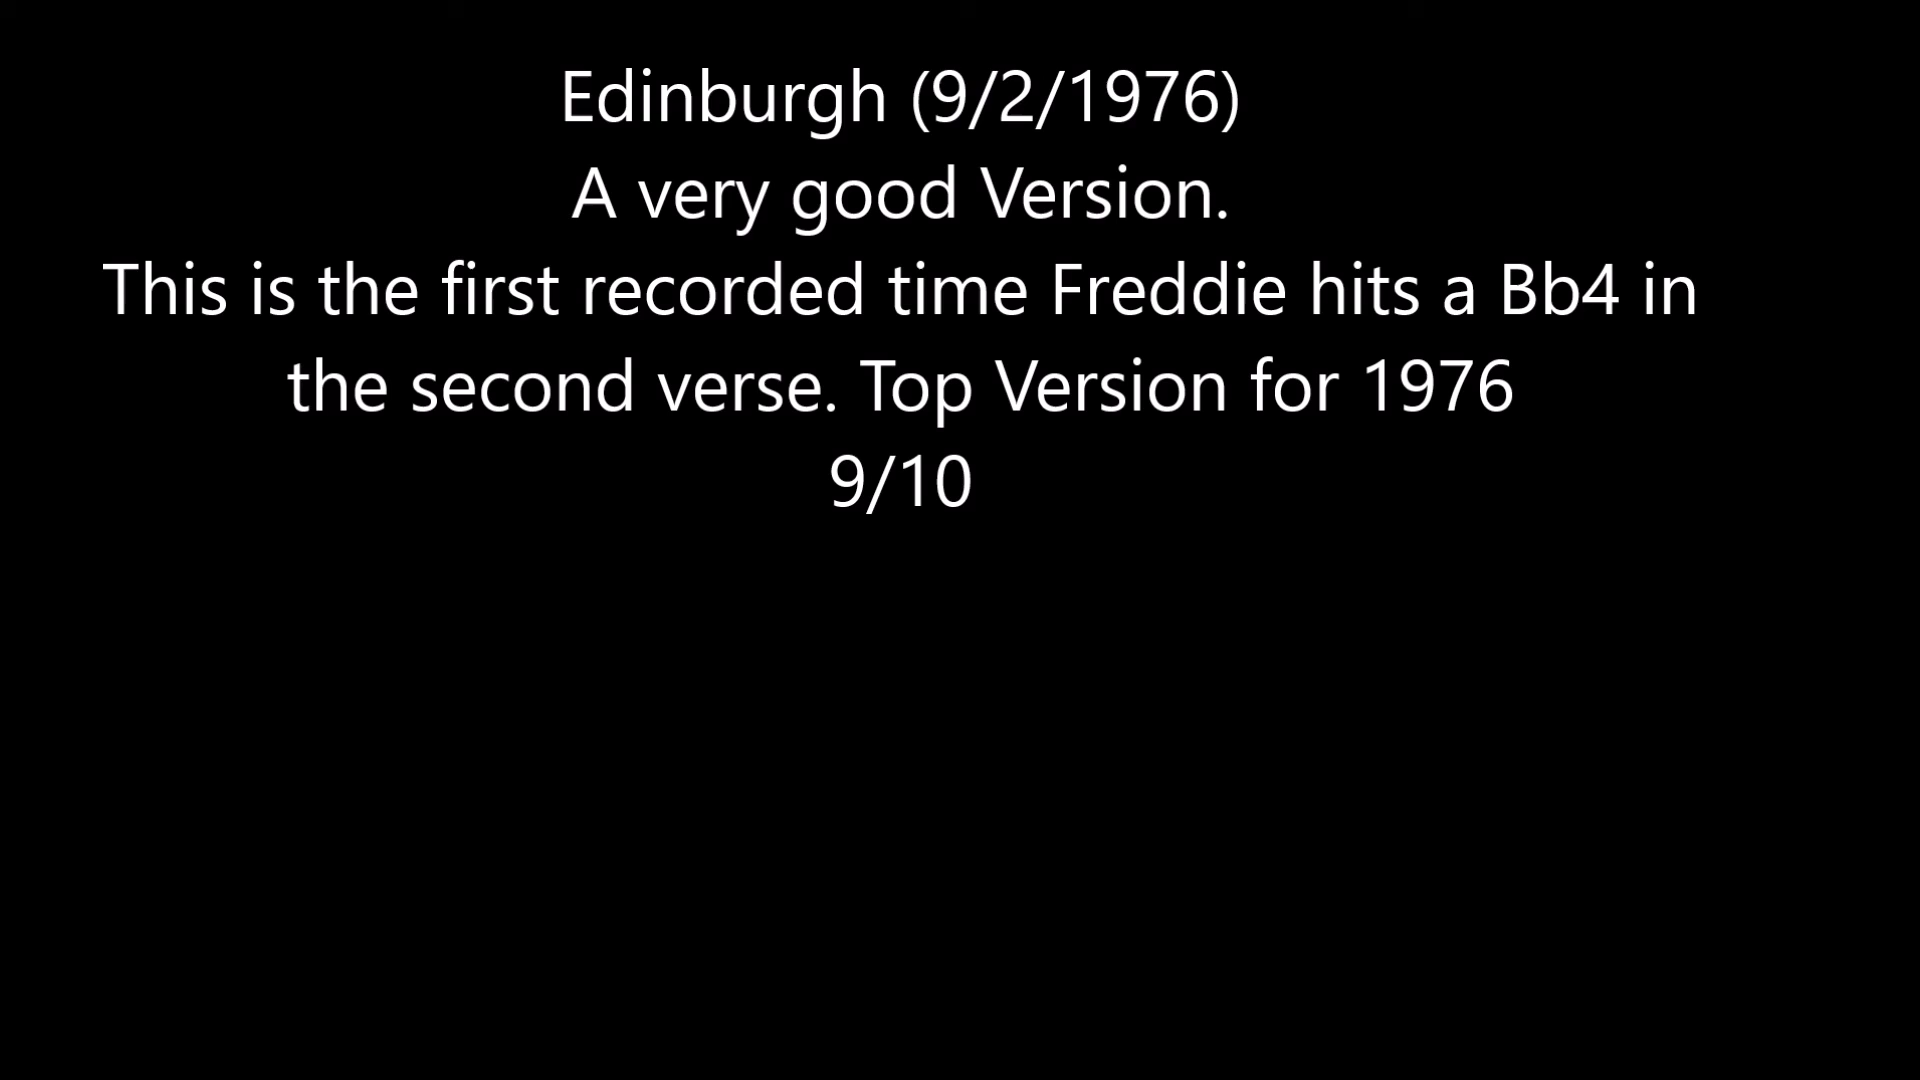 Edinburgh (9/2/1976)
A very good Version.
This is the first recorded time Freddie hits a Bb4 in
the second verse. Top Version for 1976
9/10